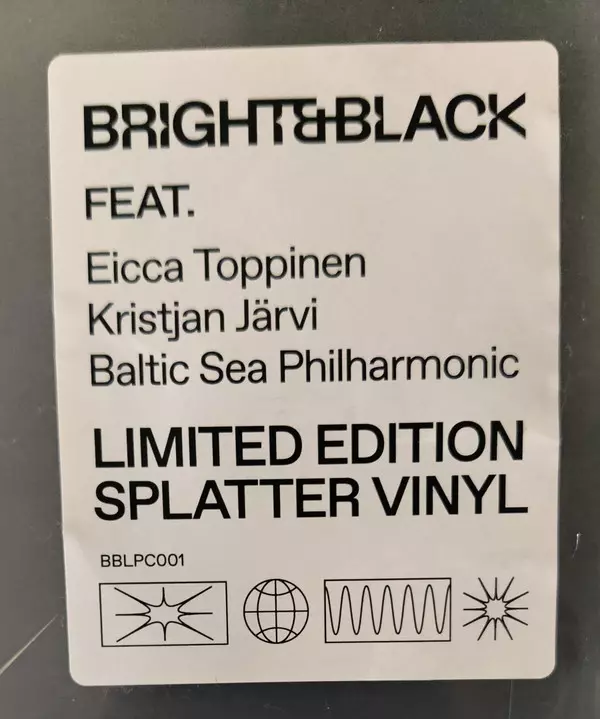 BRIGHT&BLACK
FEAT.
Eicca Toppinen
Kristjan Järvi
Baltic Sea Philharmonic
LIMITED EDITION
SPLATTER VINYL
BBLPC001